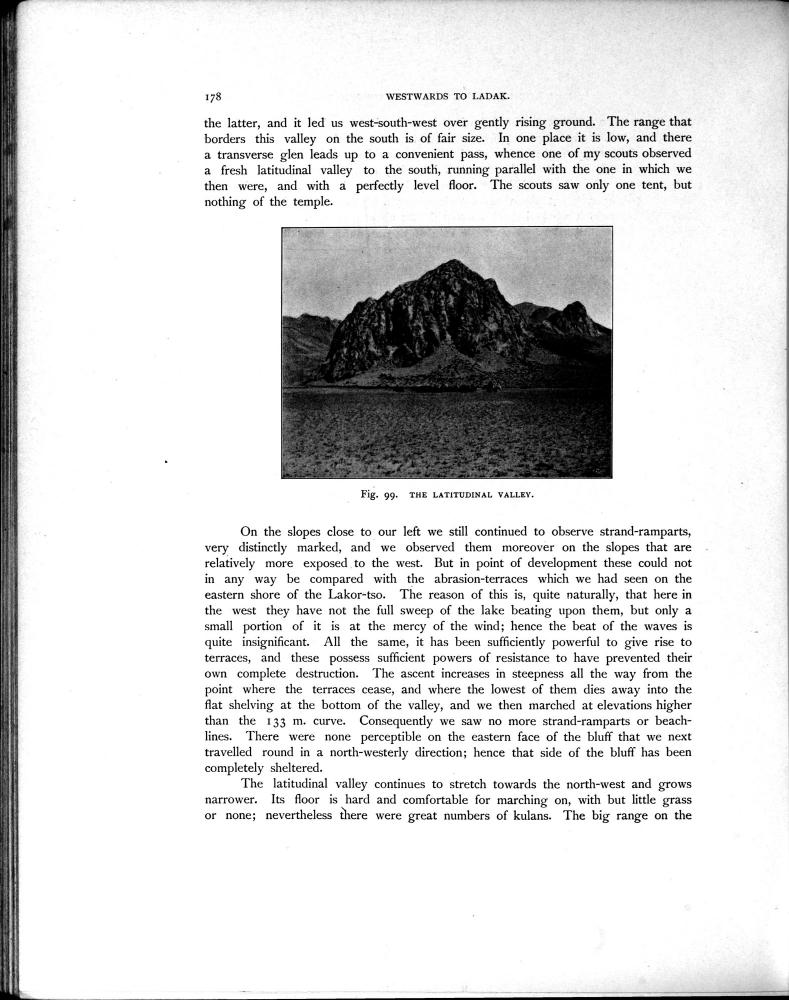 178 WESTWARDS TO LADAK.
the latter, and it led us west-south-west over gently rising ground. The range that
borders this valley on the south is of fair size. In one place it is low, and there
a transverse glen leads up to a convenient pass, whence one of my scouts observed
a fresh latitudinal valley to the south, running parallel with the one in which we
then were, and with a perfectly level floor. The scouts saw only one tent, but
nothing of the temple.
Fig. 99. THE LATITUDINAL VALLEY.
On the slopes close to our left we still continued to observe strand-ramparts,
very distinctly marked, and we observed them moreover on the slopes that are
relatively more exposed to the west. But in point of development these could not
in any way be compared with the abrasion-terraces which we had seen on the
eastern shore of the Lakor-tso. The reason of this is, quite naturally, that here in
the west they have not the full sweep of the lake beating upon them, but only a
small portion of it is at the mercy of the wind; hence the beat of the waves is
quite insignificant. All the same, it has been sufficiently powerful to give rise to
terraces, and these possess sufficient powers of resistance to have prevented their
own complete destruction. The ascent increases in steepness all the way from the
point where the terraces cease, and where the lowest of them dies away into the
flat shelving at the bottom of the valley, and we then marched at elevations higher
than the 133 m. curve. Consequently we saw no more strand-ramparts or beach-
lines. There were none perceptible on the eastern face of the bluff that we next
travelled round in a north-westerly direction; hence that side of the bluff has been
completely sheltered.
The latitudinal valley continues to stretch towards the north-west and grows
narrower. Its floor is hard and comfortable for marching on, with but little grass
or none; nevertheless there were great numbers of kulans. The big range on the